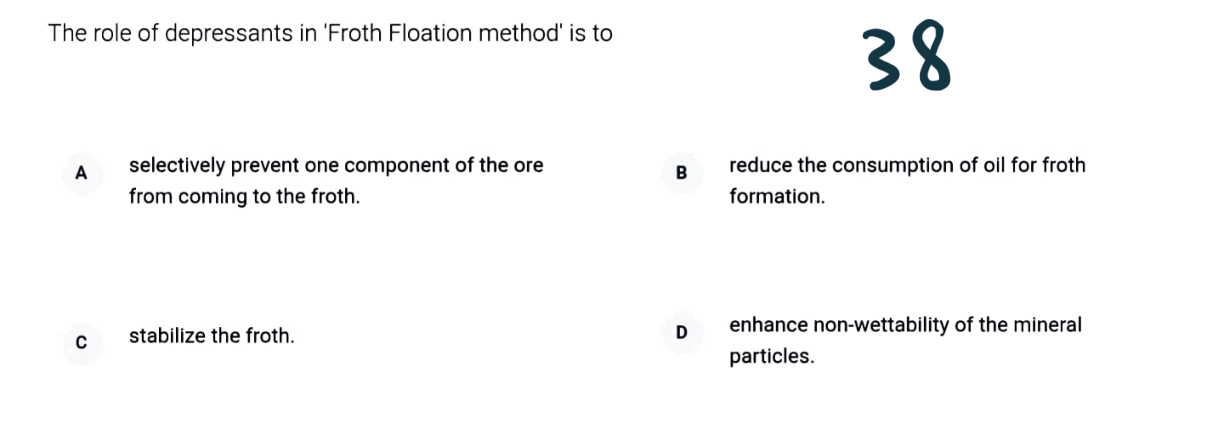 The role of depressants in 'Froth Floation method' is to
38
A
selectively prevent one component of the ore
from coming to the froth.
B
reduce the consumption of oil for froth
formation.
C
stabilize the froth.
D
enhance non-wettability of the mineral
particles.